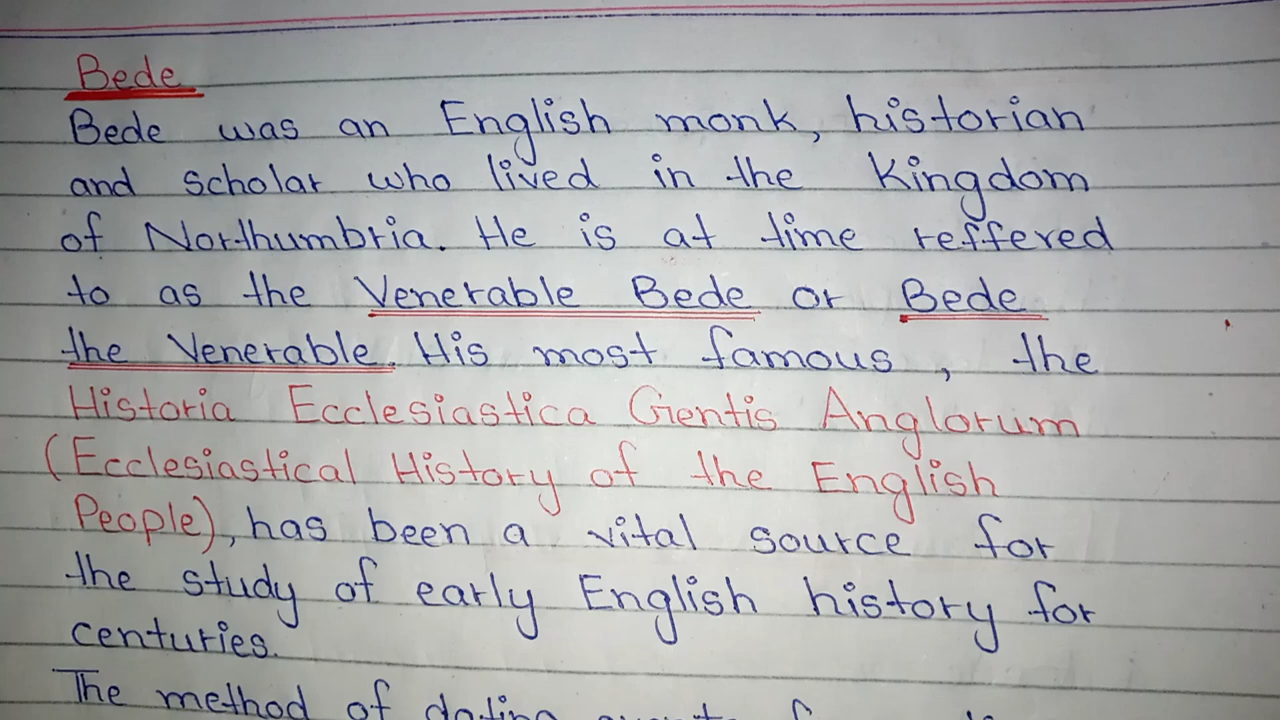 Bede
Bede was an English monk, historian
and scholar who lived in the Kingdom
of Northumbria. He is at time reffered
to as the Venerable Bede or Bede
the Venerable. His most famous, the
Historia Ecclesiastica Gentis Anglorum
(Ecclesiastical History of the English
People), has been a vital source for
the study of early English history for
centuries.
The method of dating